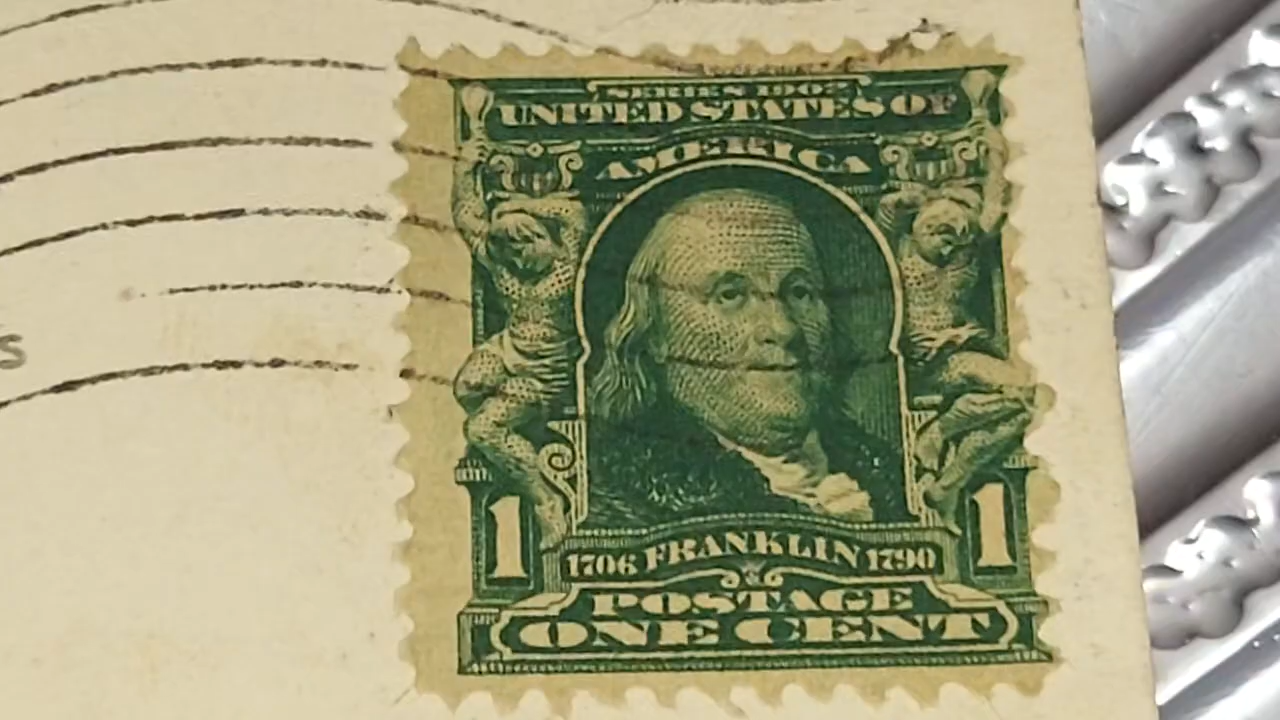 SERIES 1902
UNITED STATES OF
AMERICA
s
1 1
1706 FRANKLIN 1790
POSTAGE
ONE CENT